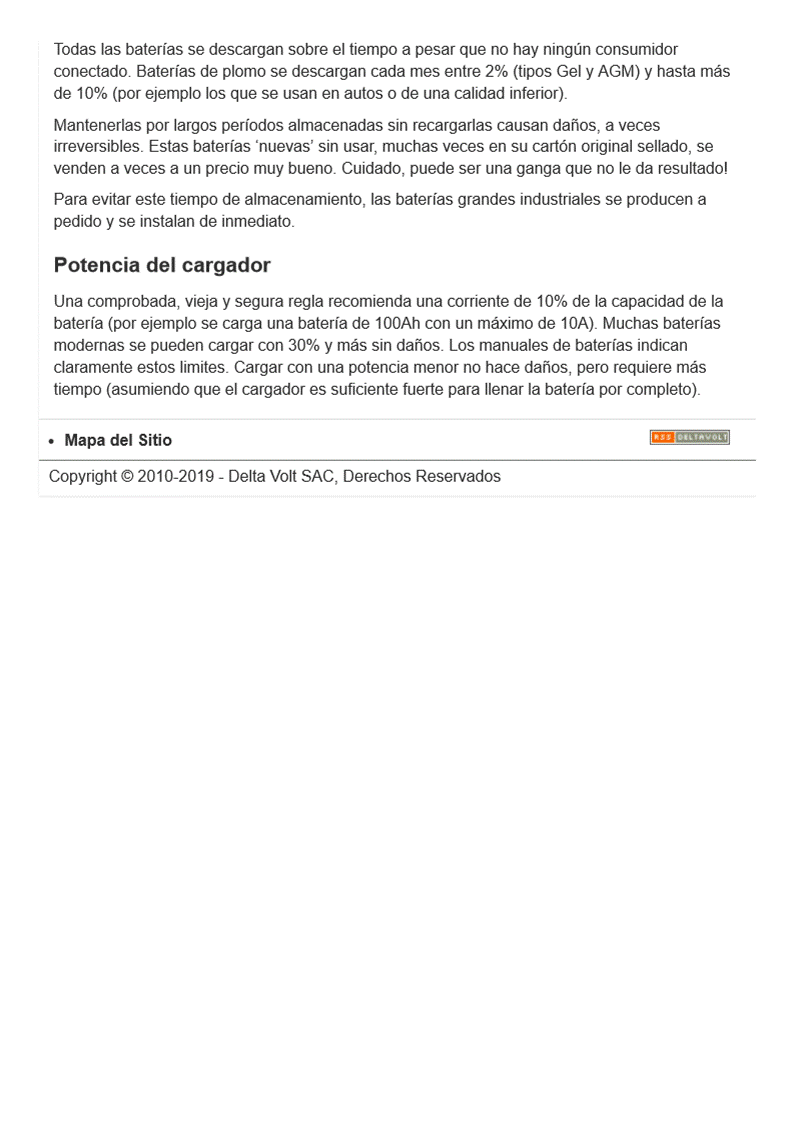 Todas las baterías se descargan sobre el tiempo a pesar que no hay ningún consumidor
conectado. Baterías de plomo se descargan cada mes entre 2% (tipos Gel y AGM) y hasta más
de 10% (por ejemplo los que se usan en autos o de una calidad inferior).
Mantenerlas por largos períodos almacenadas sin recargarlas causan daños, a veces
irreversibles. Estas baterías ‘nuevas’ sin usar, muchas veces en su cartón original sellado, se
venden a veces a un precio muy bueno. Cuidado, puede ser una ganga que no le da resultado!
Para evitar este tiempo de almacenamiento, las baterías grandes industriales se producen a
pedido y se instalan de inmediato.
Potencia del cargador
Una comprobada, vieja y segura regla recomienda una corriente de 10% de la capacidad de la
batería (por ejemplo se carga una batería de 100Ah con un máximo de 10A). Muchas baterías
modernas se pueden cargar con 30% y más sin daños. Los manuales de baterías indican
claramente estos limites. Cargar con una potencia menor no hace daños, pero requiere más
tiempo (asumiendo que el cargador es suficiente fuerte para llenar la batería por completo).
• Mapa del Sitio
RSS DELTAVOLT
Copyright © 2010-2019 - Delta Volt SAC, Derechos Reservados